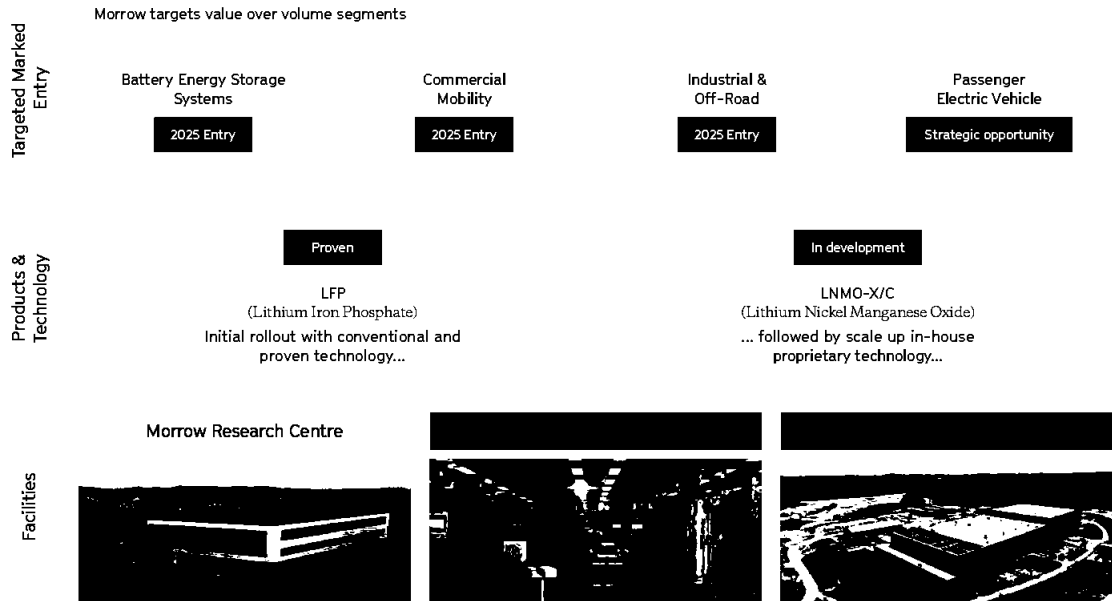 Morrow targets value over volume segments
Targeted Marked
Entry
Battery Energy Storage
Systems
2025 Entry
Commercial
Mobility
2025 Entry
Industrial &
Off-Road
2025 Entry
Passenger
Electric Vehicle
Strategic opportunity
Products &
Technology
Proven
LFP
(Lithium Iron Phosphate)
Initial rollout with conventional and
proven technology...
In development
LNMO-X/C
(Lithium Nickel Manganese Oxide)
... followed by scale up in-house
proprietary technology...
Facilities
Morrow Research Centre